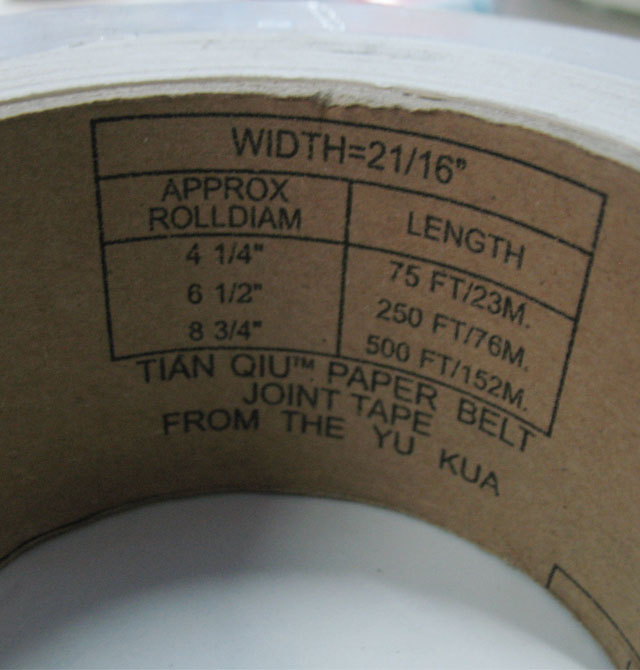 WIDTH=21/16"
APPROX
ROLLDIAM
LENGTH
4 1/4" 75 FT/23M.
6 1/2" 250 FT/76M.
8 3/4" 500 FT/152M.
TIAN QIU™ PAPER BELT
JOINT TAPE
FROM THE YU KUA